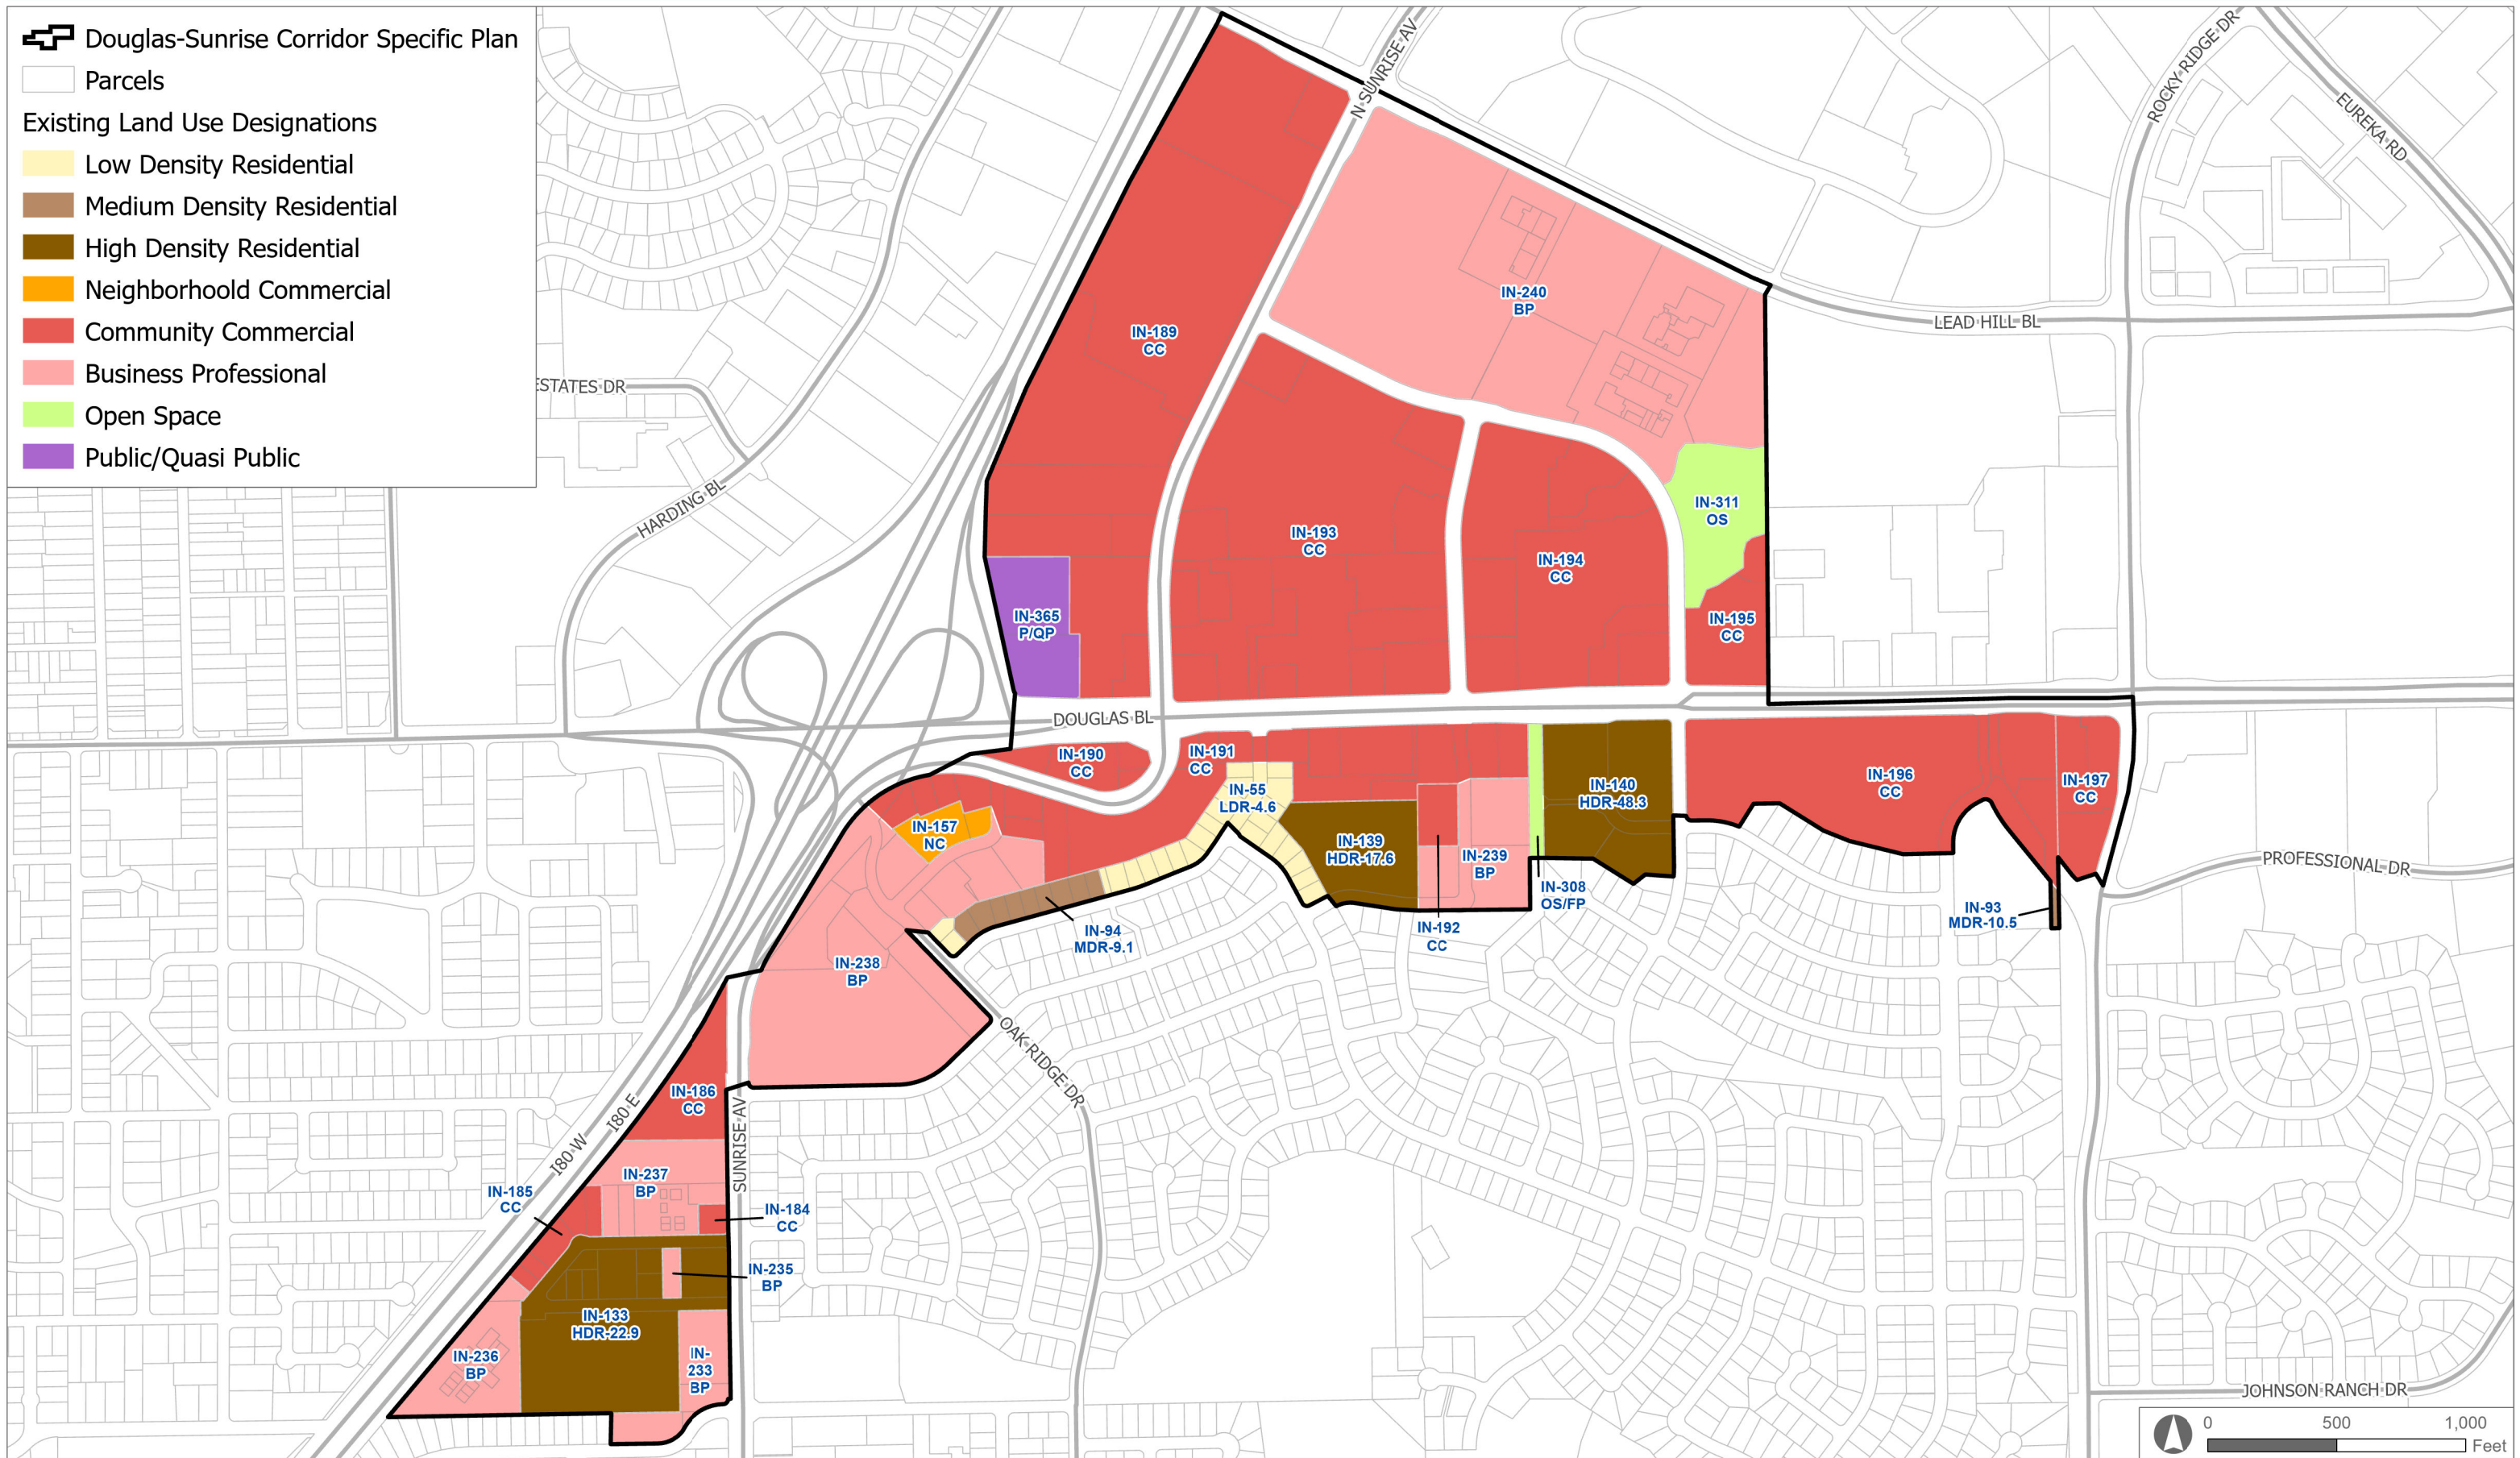 Douglas-Sunrise Corridor Specific Plan
Parcels
Existing Land Use Designations
Low Density Residential
Medium Density Residential
High Density Residential
Neighborhoold Commercial
Community Commercial
Business Professional
Open Space
Public/Quasi Public
N SUNRISE AV
ROCKY RIDGE DR
EUREKA RD
IN-240
BP
LEAD HILL BL
IN-189
CC
ESTATES DR
HARDING BL
IN-311
OS
IN-193
CC
IN-194
CC
IN-365
P/QP
IN-195
CC
DOUGLAS BL
IN-190
CC
IN-191
CC
IN-55
LDR-4.6
IN-140
HDR-48.3
IN-196
CC
IN-197
CC
IN-157
NC
IN-139
HDR-17.6
IN-239
BP
PROFESSIONAL DR
IN-308
OS/FP
IN-93
MDR-10.5
IN-94
MDR-9.1
IN-192
CC
IN-238
BP
OAK RIDGE DR
IN-186
CC
I80 E
I80 W
SUNRISE AV
IN-237
BP
IN-185
CC
IN-184
CC
IN-235
BP
IN-133
HDR-22.9
IN-236
BP
IN-
233
BP
JOHNSON RANCH DR
0 500 1,000
Feet